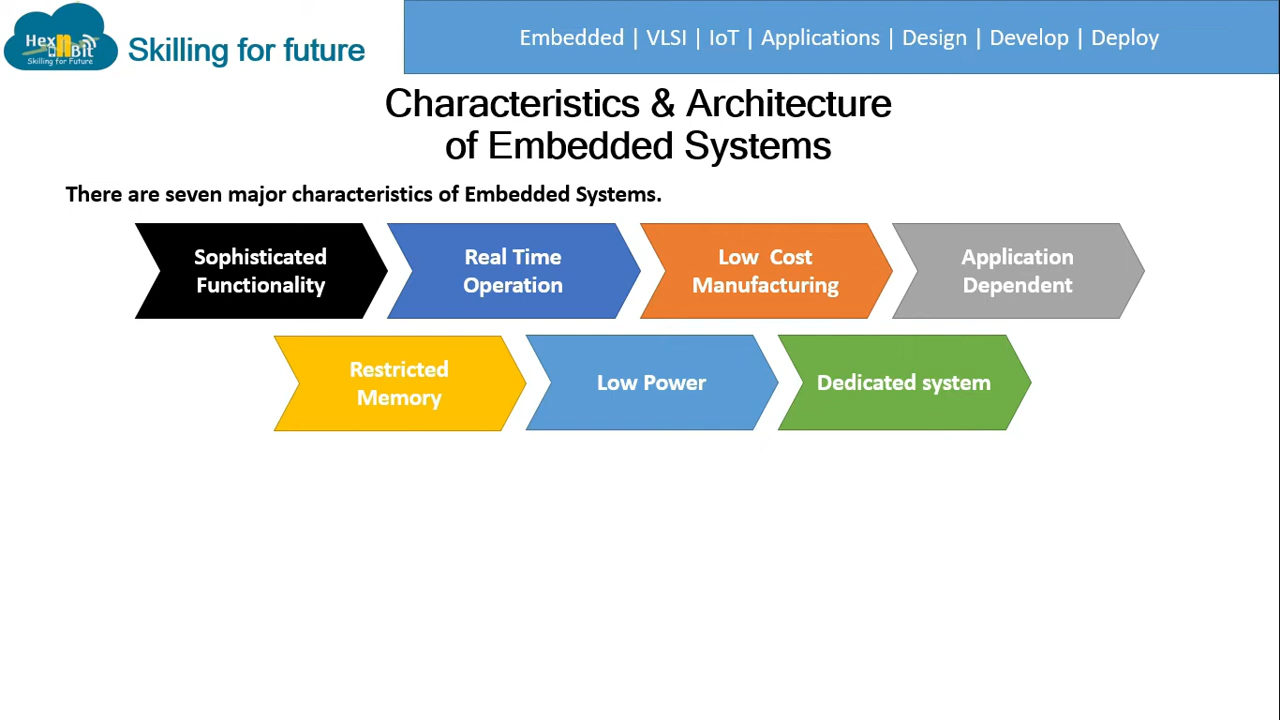 Hex n Bit
Skilling for Future
Skilling for future
Embedded | VLSI | IoT | Applications | Design | Develop | Deploy
Characteristics & Architecture
of Embedded Systems
There are seven major characteristics of Embedded Systems.
Sophisticated
Functionality
Real Time
Operation
Low  Cost
Manufacturing
Application
Dependent
Restricted
Memory
Low Power
Dedicated system